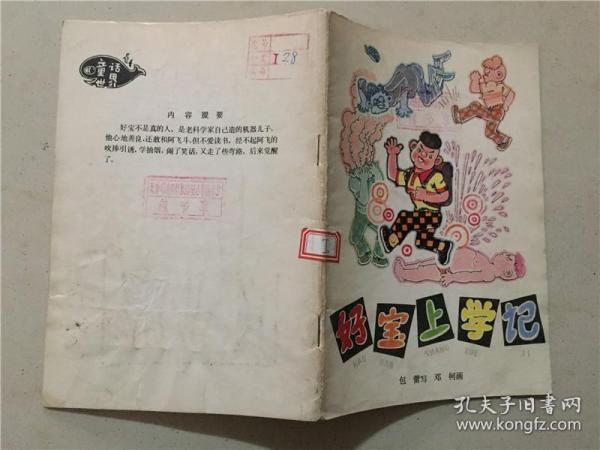 童话
世界
内容提要
好宝不是真的人，是老科学家自己造的机器儿子。
他心地善良，还敢和阿飞斗。但不爱读书，经不起阿飞的
吹捧引诱，学抽烟，闹了笑话，又走了些弯路，后来觉醒
了。
I 28
I
好宝上学记
HAO BAO SHANG XUE JI
包蕾写 邓柯画
孔夫子旧书网
www.kongfz.com